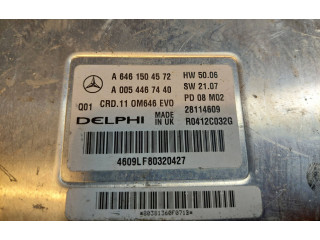 A 646 150 45 72 HW 50.06
A 005 446 74 40 SW 21.07
Q01 CRD.11 OM646 EVO PD 08 M02
28114609
DELPHI MADE IN UK R0412C032G
4609LF80320427